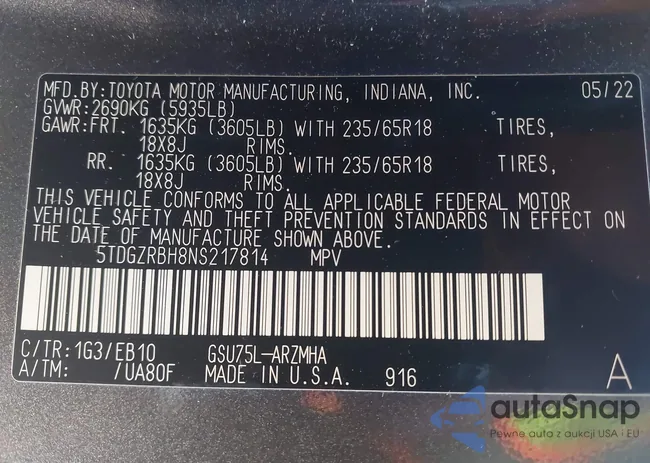 MFD.BY:TOYOTA MOTOR MANUFACTURING, INDIANA, INC. 05/22
GVWR:2690KG (5935LB)
GAWR:FRT. 1635KG (3605LB) WITH 235/65R18 TIRES,
18X8J RIMS.
RR. 1635KG (3605LB) WITH 235/65R18 TIRES,
18X8J RIMS.
THIS VEHICLE CONFORMS TO ALL APPLICABLE FEDERAL MOTOR
VEHICLE SAFETY AND THEFT PREVENTION STANDARDS IN EFFECT ON
THE DATE OF MANUFACTURE SHOWN ABOVE.
5TDGZRBH8NS217814 MPV
C/TR:1G3/EB10 GSU75L-ARZMHA
A/TM: /UA80F MADE IN U.S.A. 916 A
autaSnap
Pewne auta z aukcji USA i EU